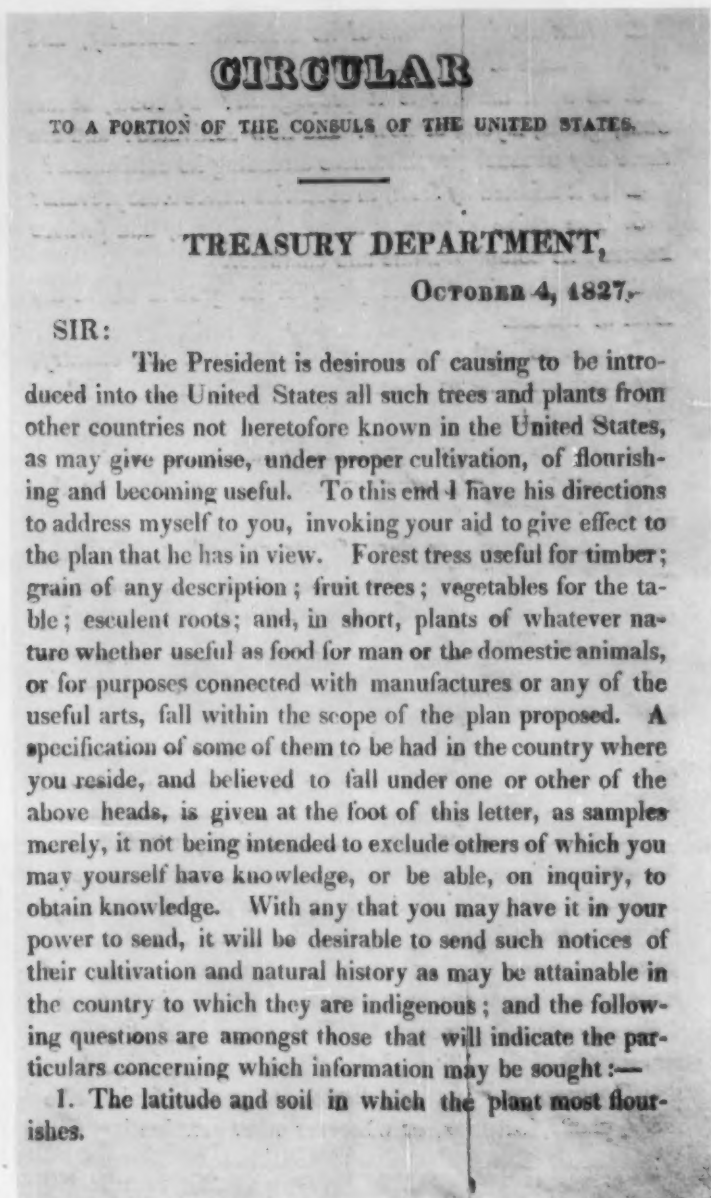 CIRCULAR
TO A PORTION OF THE CONSULS OF THE UNITED STATES.
TREASURY DEPARTMENT,
OCTOBER 4, 1827.
SIR:
The President is desirous of causing to be intro-
duced into the United States all such trees and plants from
other countries not heretofore known in the United States,
as may give promise, under proper cultivation, of flourish-
ing and becoming useful. To this end I have his directions
to address myself to you, invoking your aid to give effect to
the plan that he has in view. Forest tress useful for timber;
grain of any description; fruit trees; vegetables for the ta-
ble; esculent roots; and, in short, plants of whatever na-
ture whether useful as food for man or the domestic animals,
or for purposes connected with manufactures or any of the
useful arts, fall within the scope of the plan proposed. A
specification of some of them to be had in the country where
you reside, and believed to fall under one or other of the
above heads, is given at the foot of this letter, as samples
merely, it not being intended to exclude others of which you
may yourself have knowledge, or be able, on inquiry, to
obtain knowledge. With any that you may have it in your
power to send, it will be desirable to send such notices of
their cultivation and natural history as may be attainable in
the country to which they are indigenous; and the follow-
ing questions are amongst those that will indicate the par-
ticulars concerning which information may be sought:—
1. The latitude and soil in which the plant most flour-
ishes.